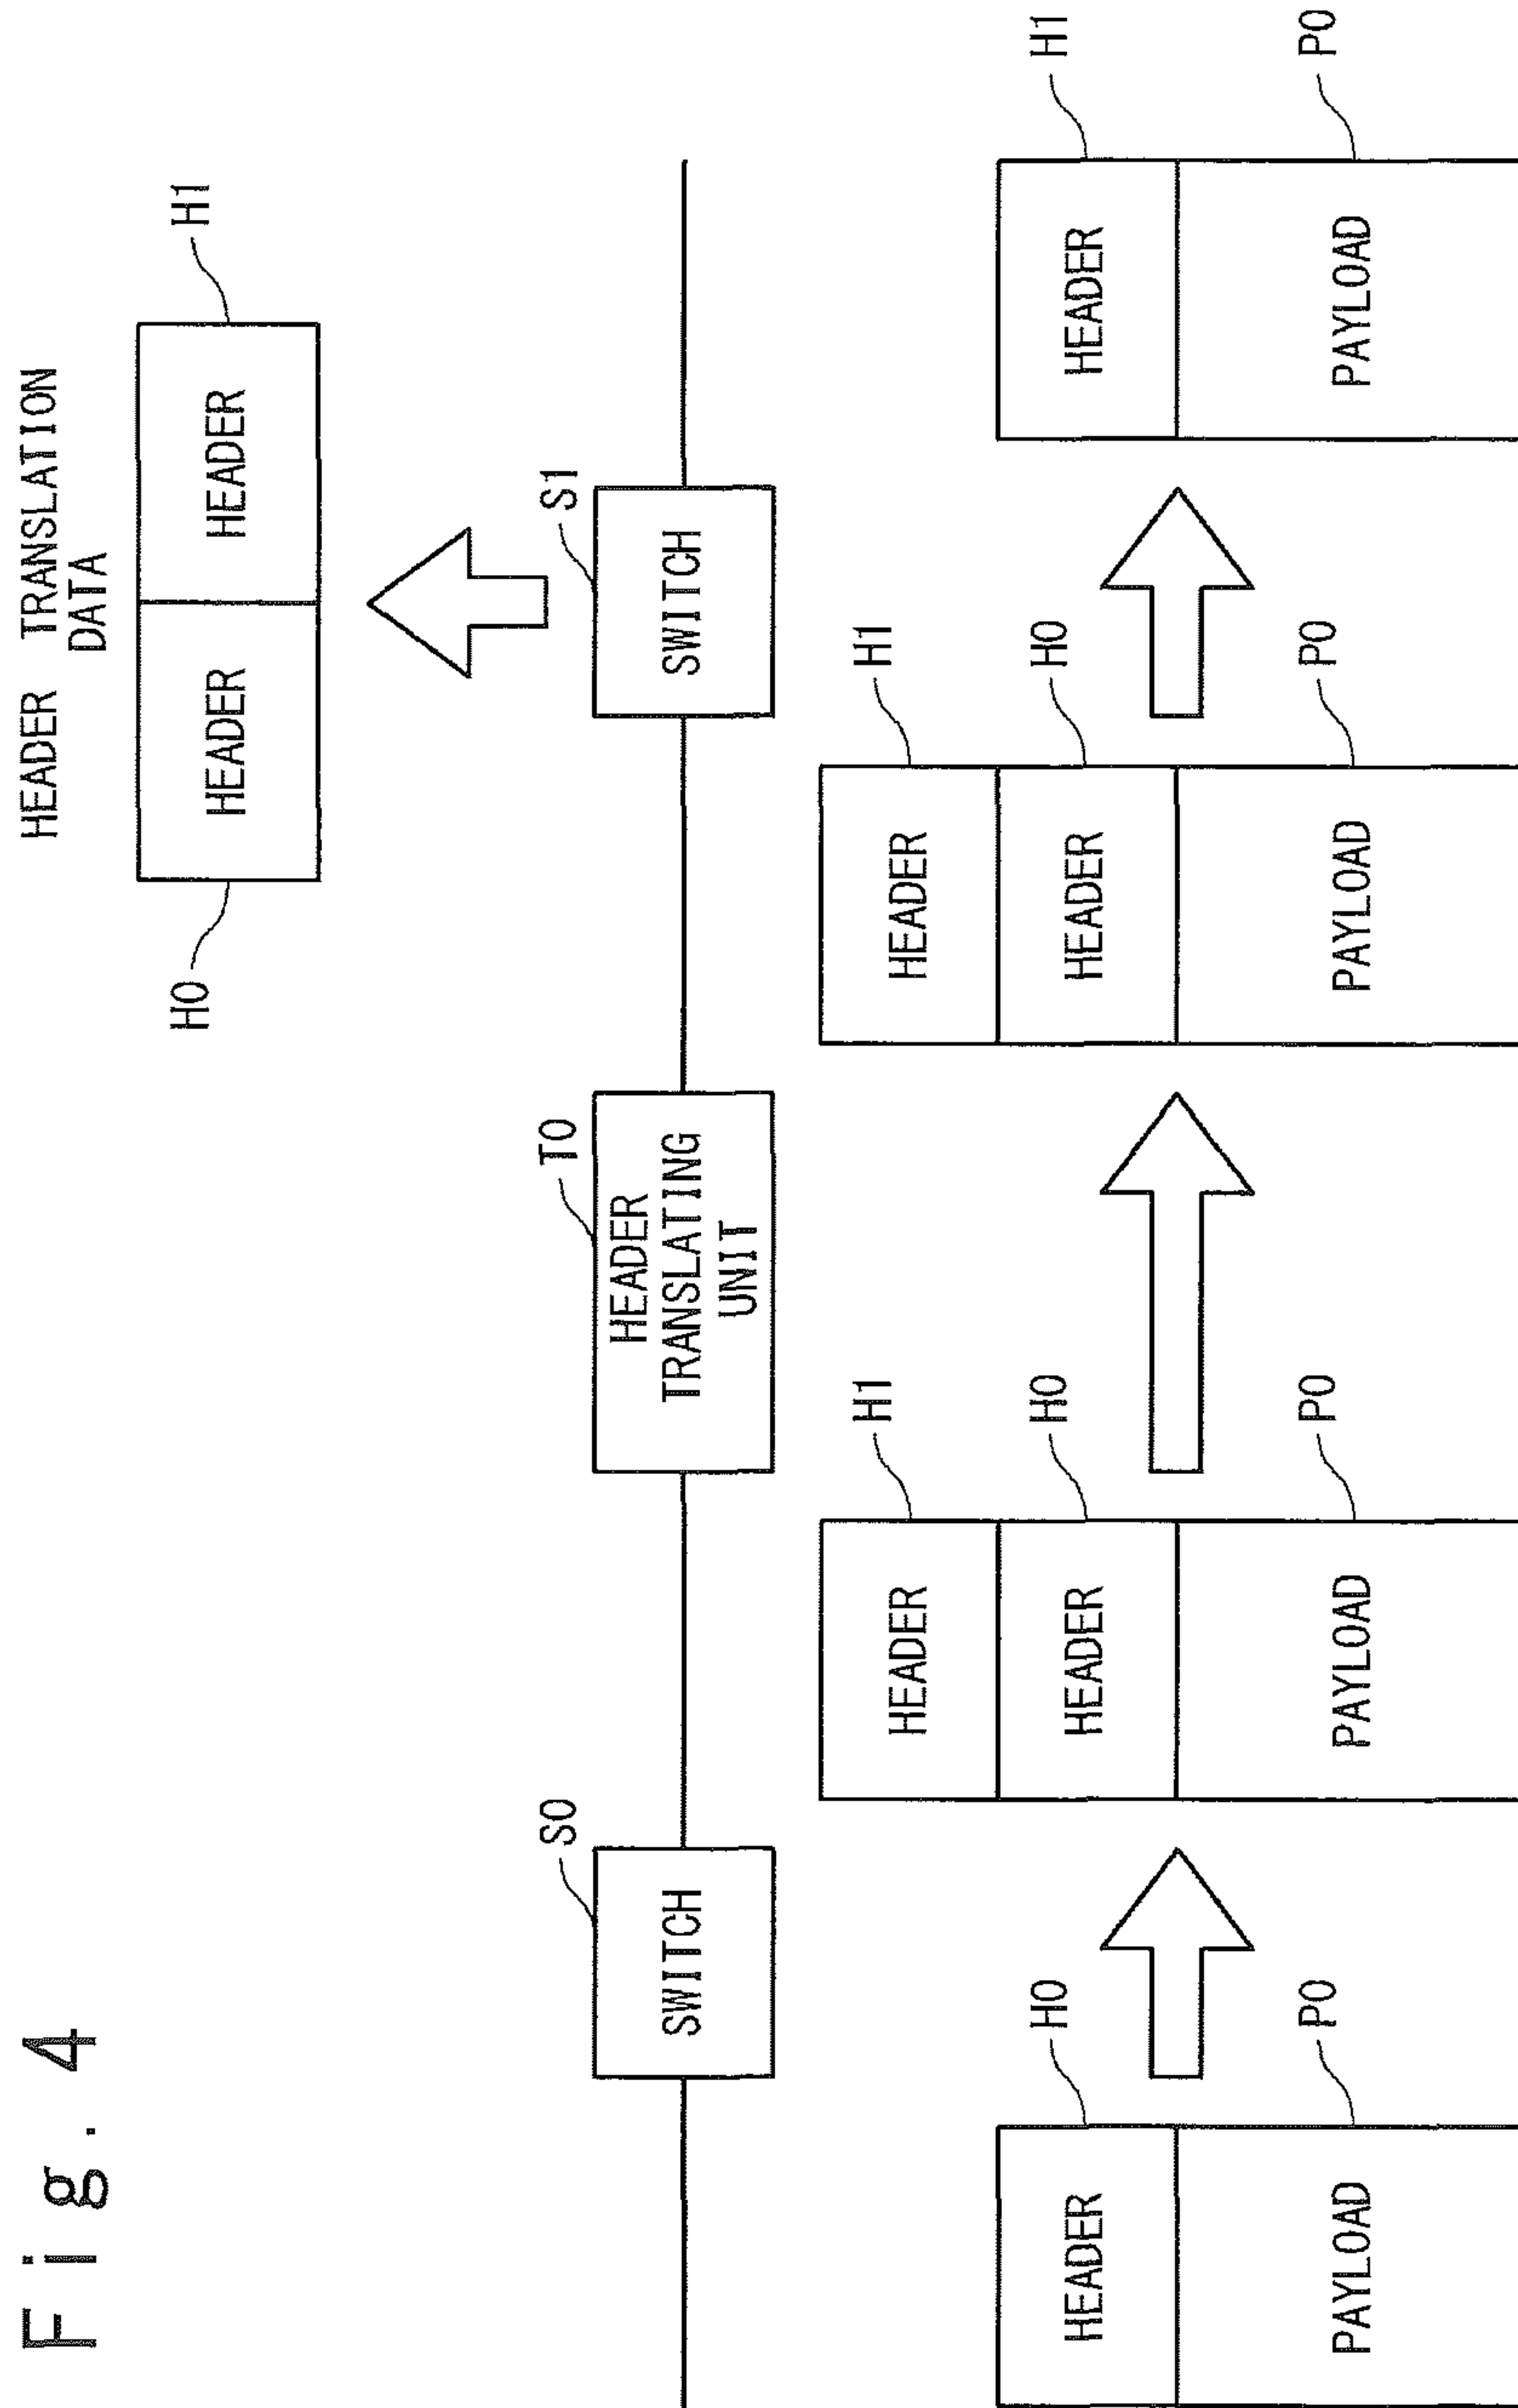 Fig. 4
HEADER TRANSLATION
DATA
H0
H1
HEADER
HEADER
S0
T0
S1
SWITCH
HEADER
TRANSLATING
UNIT
SWITCH
H1
H1
HEADER
HEADER
H0
H0
H0
H1
HEADER
HEADER
HEADER
HEADER
P0
P0
P0
P0
PAYLOAD
PAYLOAD
PAYLOAD
PAYLOAD